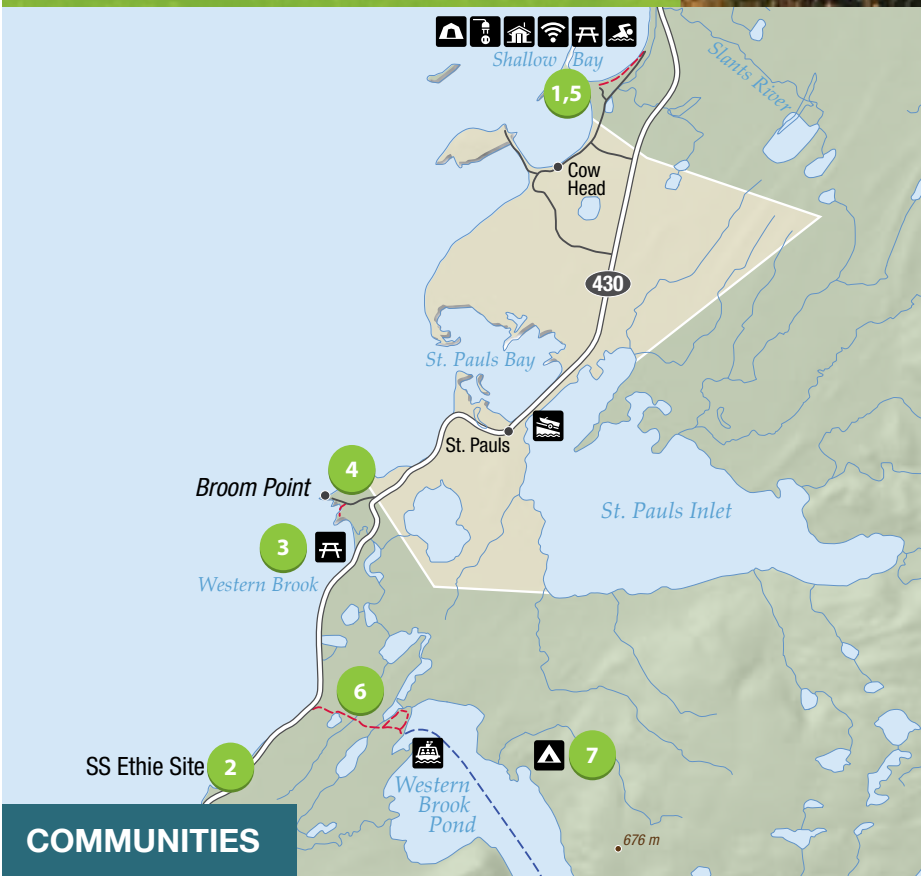 Shallow Bay
Slants River
1,5
Cow
Head
430
St. Pauls Bay
St. Pauls
4
Broom Point
St. Pauls Inlet
3
Western Brook
6
SS Ethie Site 2
7
Western
Brook
Pond
676 m
COMMUNITIES